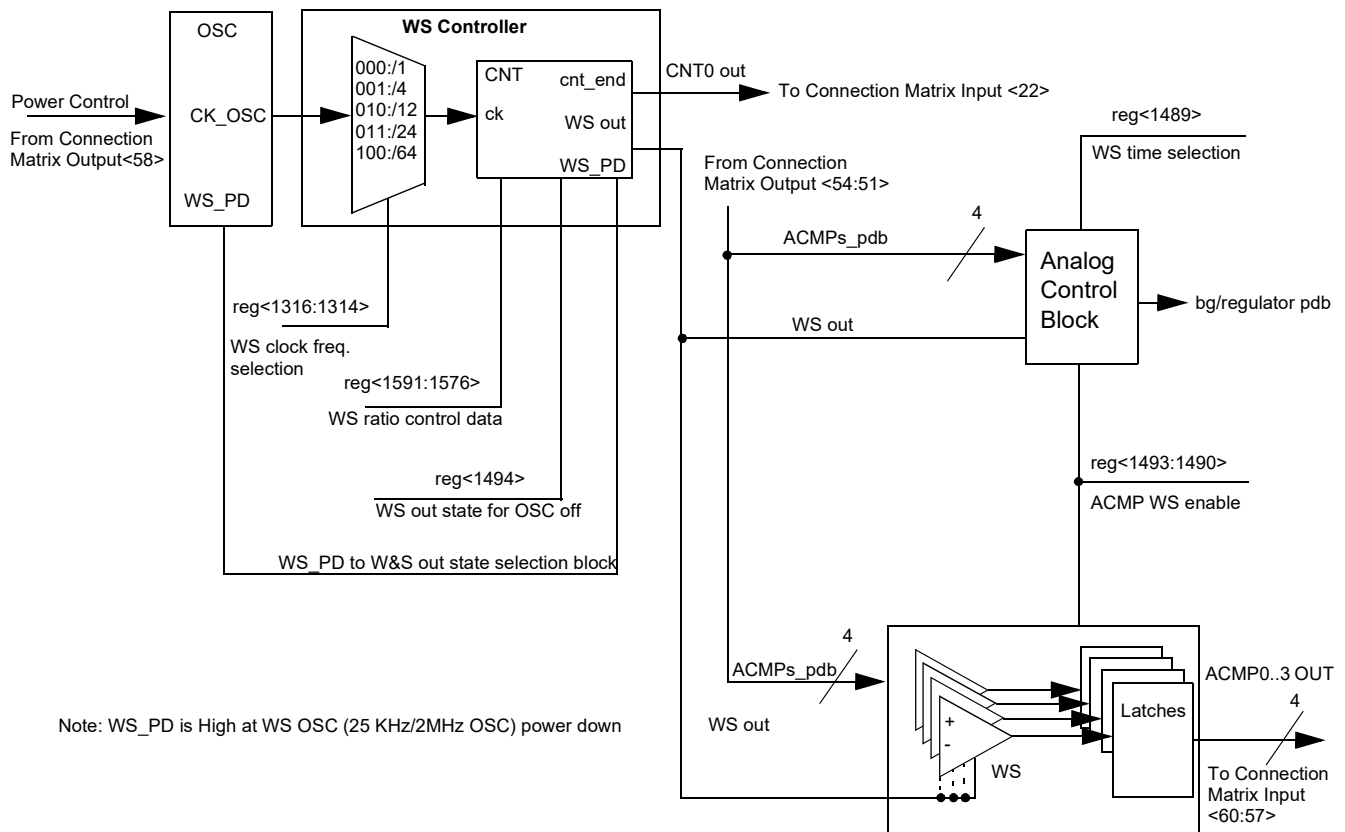 OSC
WS Controller
Power Control
From Connection
Matrix Output<58>
CK_OSC
WS_PD
000:/1
001:/4
010:/12
011:/24
100:/64
CNT
cnt_end
ck
WS out
WS_PD
CNT0 out
To Connection Matrix Input <22>
reg<1489>
WS time selection
From Connection
Matrix Output <54:51>
4
ACMPs_pdb
Analog
Control
Block
bg/regulator pdb
WS out
reg<1316:1314>
WS clock freq.
selection
reg<1591:1576>
WS ratio control data
reg<1494>
WS out state for OSC off
WS_PD to W&S out state selection block
reg<1493:1490>
ACMP WS enable
4
ACMPs_pdb
WS out
+
-
WS
Latches
ACMP0..3 OUT
4
To Connection
Matrix Input
<60:57>
Note: WS_PD is High at WS OSC (25 KHz/2MHz OSC) power down